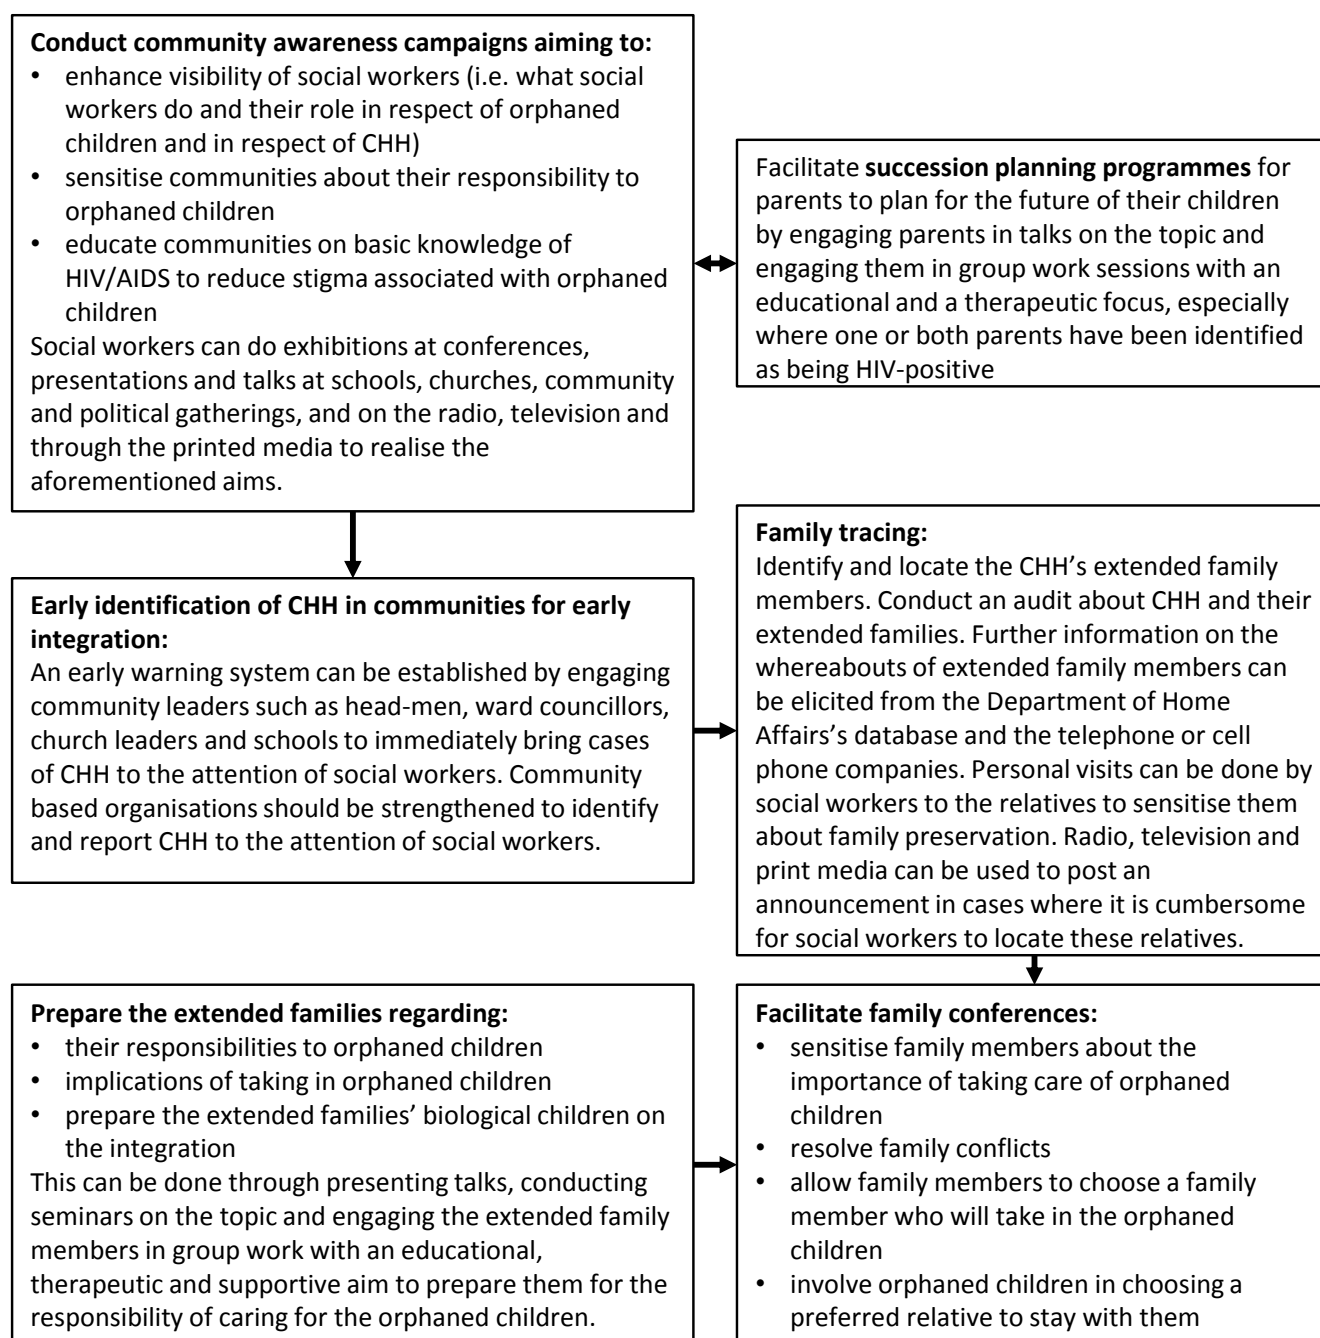 Conduct community awareness campaigns aiming to:
• enhance visibility of social workers (i.e. what social
workers do and their role in respect of orphaned
children and in respect of CHH)
• sensitise communities about their responsibility to
orphaned children
• educate communities on basic knowledge of
HIV/AIDS to reduce stigma associated with orphaned
children
Social workers can do exhibitions at conferences,
presentations and talks at schools, churches, community
and political gatherings, and on the radio, television and
through the printed media to realise the
aforementioned aims.
Facilitate succession planning programmes for
parents to plan for the future of their children
by engaging parents in talks on the topic and
engaging them in group work sessions with an
educational and a therapeutic focus, especially
where one or both parents have been identified
as being HIV-positive
Early identification of CHH in communities for early
integration:
An early warning system can be established by engaging
community leaders such as head-men, ward councillors,
church leaders and schools to immediately bring cases
of CHH to the attention of social workers. Community
based organisations should be strengthened to identify
and report CHH to the attention of social workers.
Family tracing:
Identify and locate the CHH's extended family
members. Conduct an audit about CHH and their
extended families. Further information on the
whereabouts of extended family members can
be elicited from the Department of Home
Affairs's database and the telephone or cell
phone companies. Personal visits can be done by
social workers to the relatives to sensitise them
about family preservation. Radio, television and
print media can be used to post an
announcement in cases where it is cumbersome
for social workers to locate these relatives.
Prepare the extended families regarding:
• their responsibilities to orphaned children
• implications of taking in orphaned children
• prepare the extended families' biological children on
the integration
This can be done through presenting talks, conducting
seminars on the topic and engaging the extended family
members in group work with an educational,
therapeutic and supportive aim to prepare them for the
responsibility of caring for the orphaned children.
Facilitate family conferences:
• sensitise family members about the
importance of taking care of orphaned
children
• resolve family conflicts
• allow family members to choose a family
member who will take in the orphaned
children
• involve orphaned children in choosing a
preferred relative to stay with them